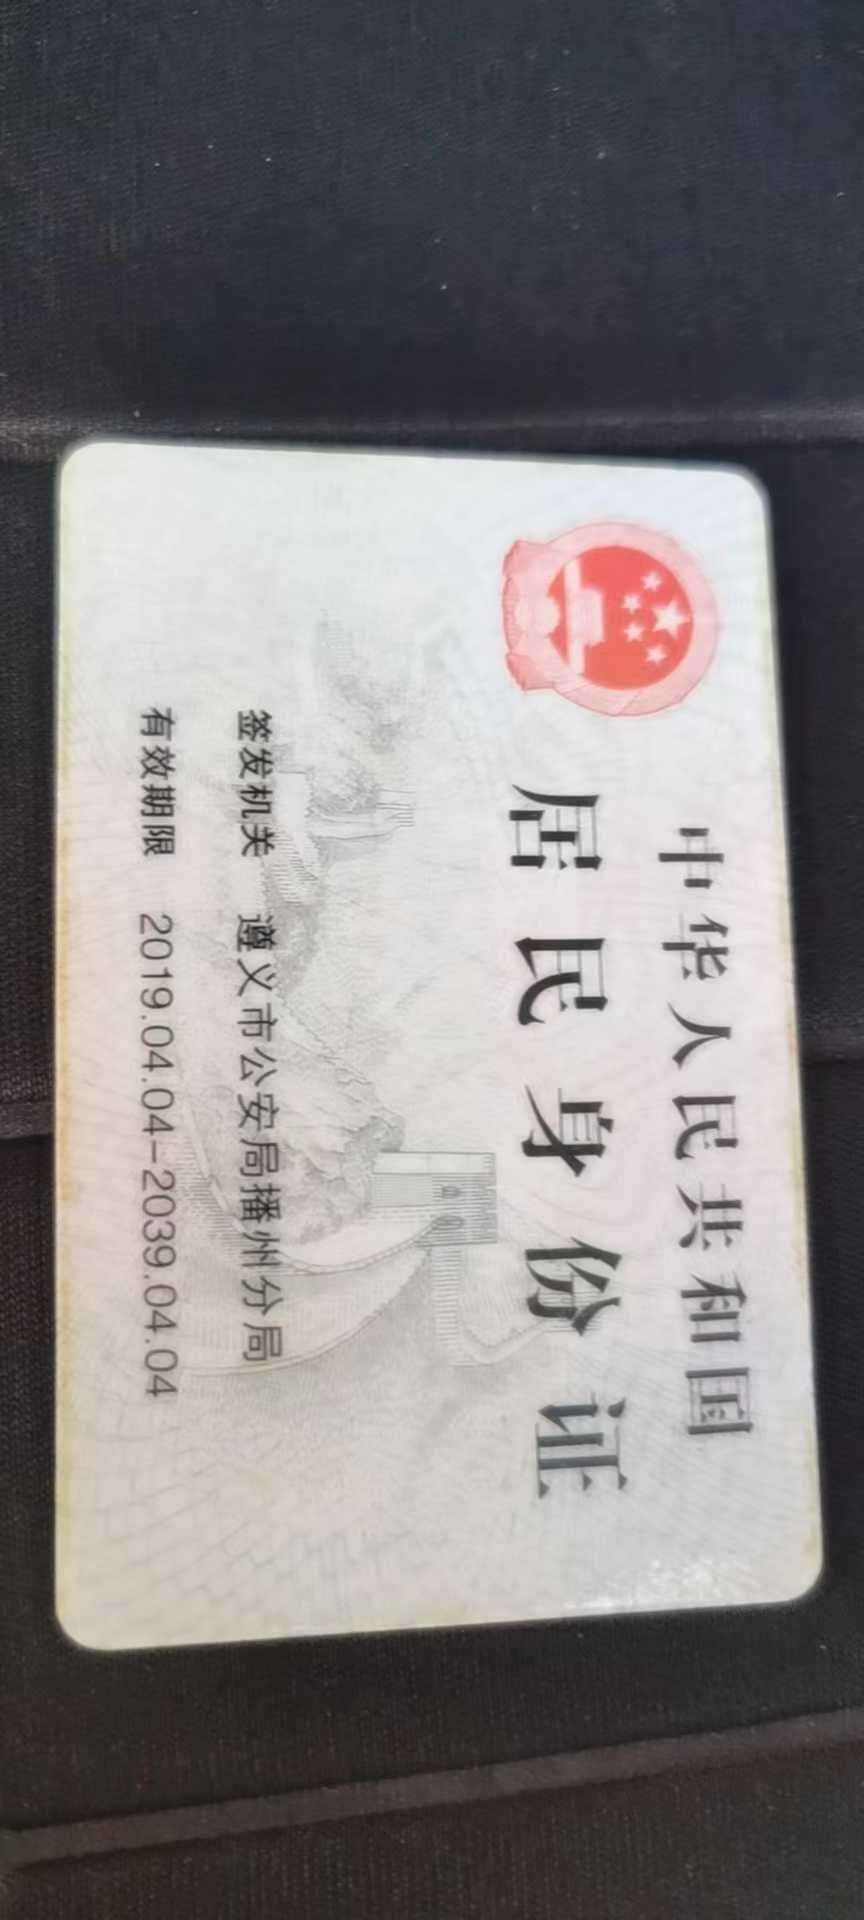 中华人民共和国
居民身份证
签发机关 遵义市公安局播州分局
有效期限 2019.04.04-2039.04.04